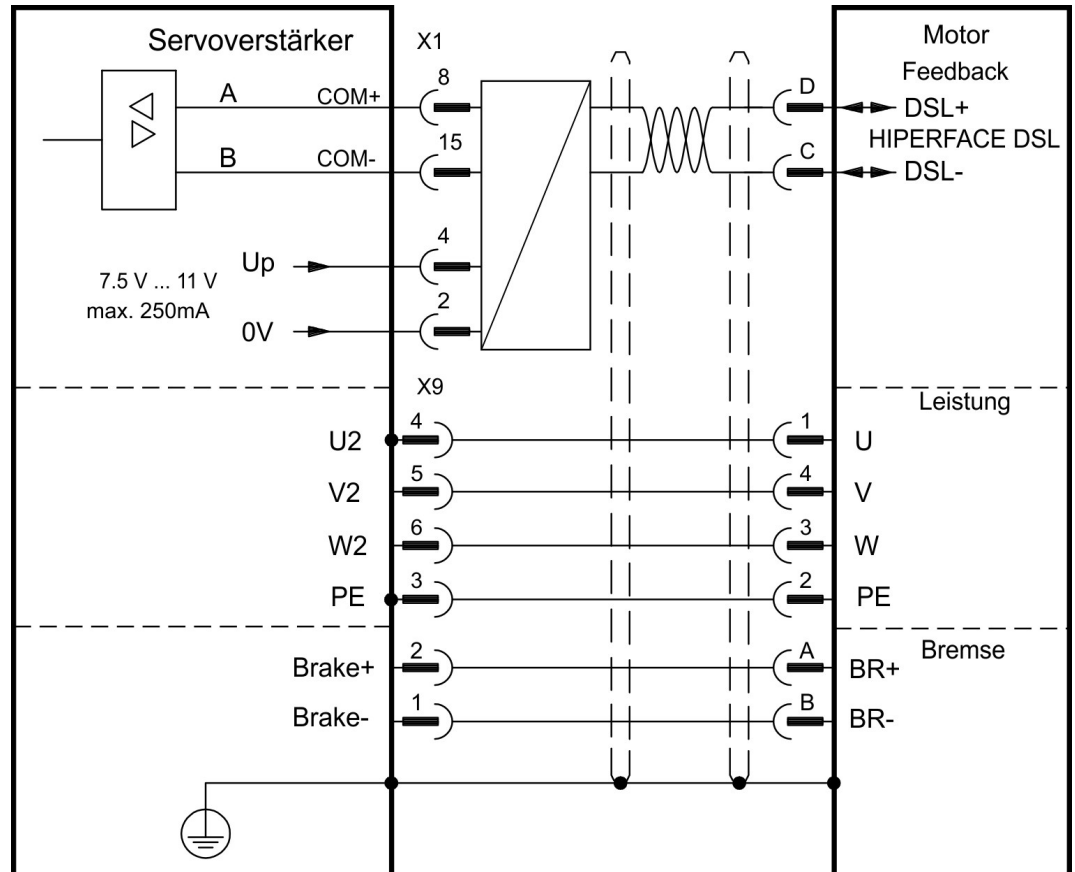 Servoverstärker
X1
Motor
Feedback
8
A
COM+
D
DSL+
HIPERFACE DSL
15
B
COM-
C
DSL-
4
Up
7.5 V ... 11 V
max. 250mA
2
0V
X9
Leistung
U2
4
1
U
V2
5
4
V
W2
6
3
W
PE
3
2
PE
Bremse
Brake+
2
A
BR+
Brake-
1
B
BR-